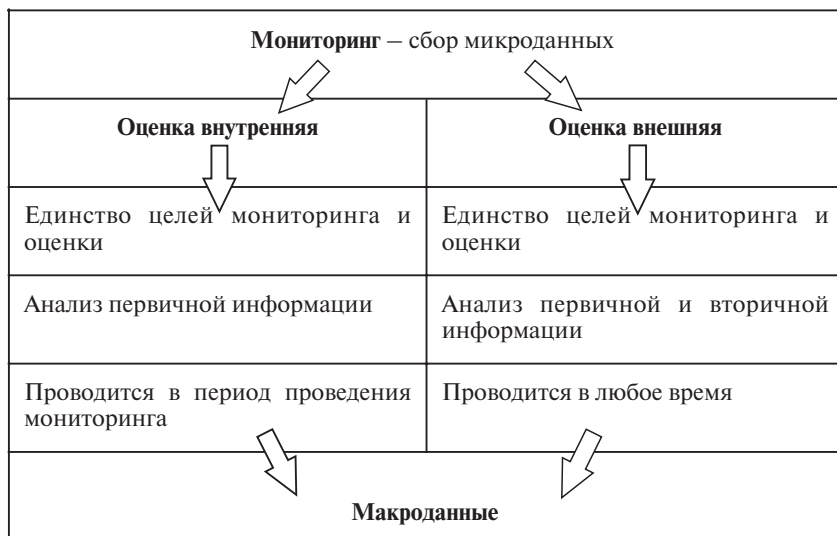 Мониторинг – сбор микроданных
Оценка внутренняя
Оценка внешняя
Единство целей мониторинга и
оценки
Единство целей мониторинга и
оценки
Анализ первичной информации
Анализ первичной и вторичной
информации
Проводится в период проведения
мониторинга
Проводится в любое время
Макроданные